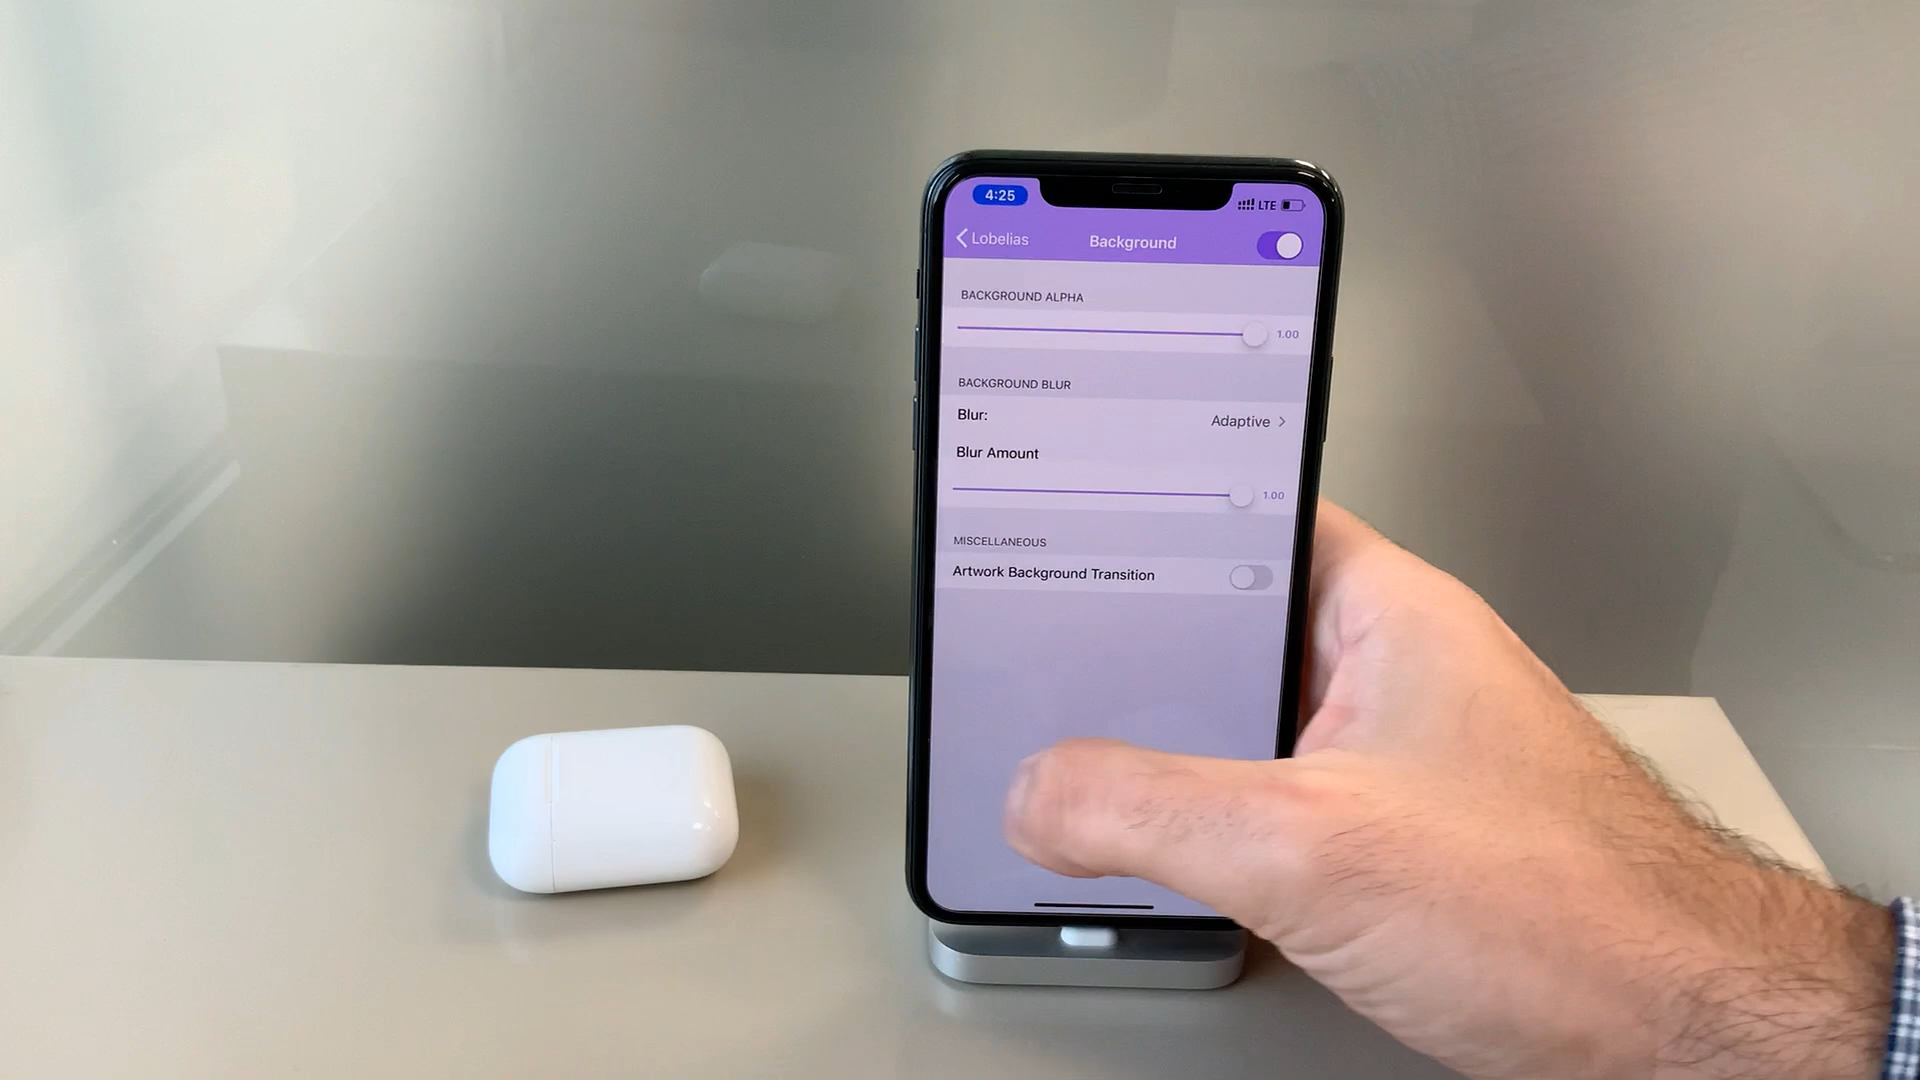 4:25
LTE
Lobelias
Background
BACKGROUND ALPHA
1.00
BACKGROUND BLUR
Blur:
Adaptive
Blur Amount
1.00
MISCELLANEOUS
Artwork Background Transition